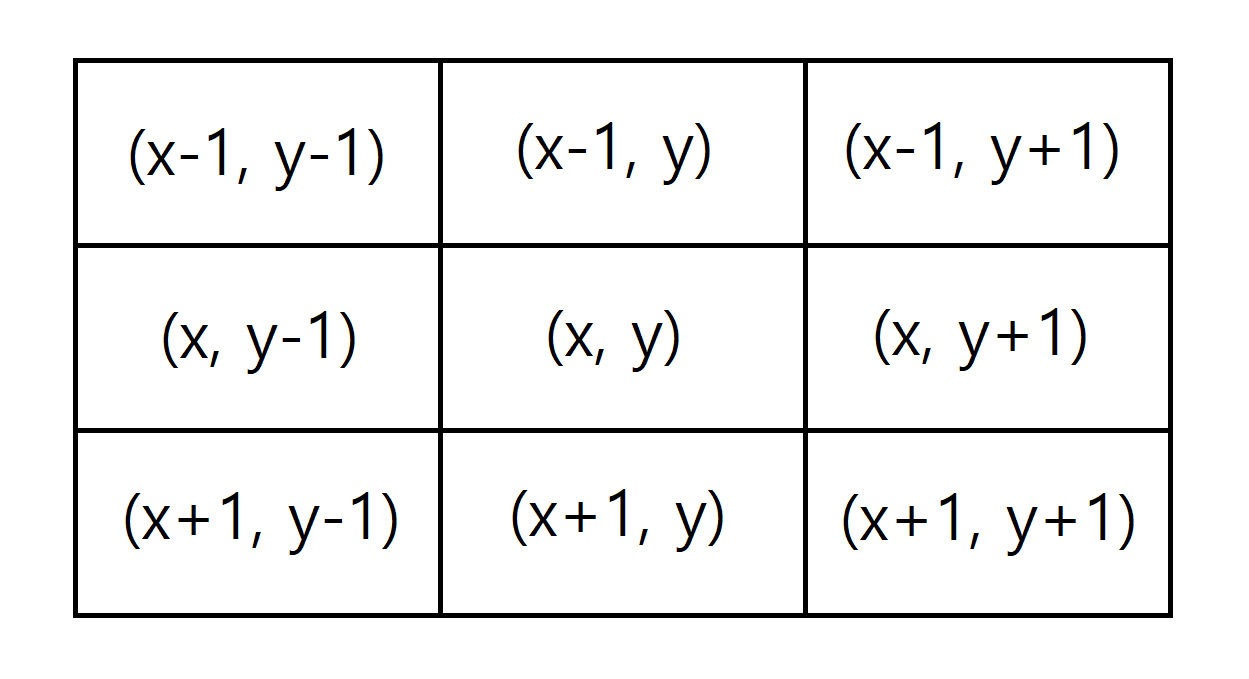 (x-1, y-1) (x-1, y) (x-1, y+1)
(x, y-1) (x, y) (x, y+1)
(x+1, y-1) (x+1, y) (x+1, y+1)